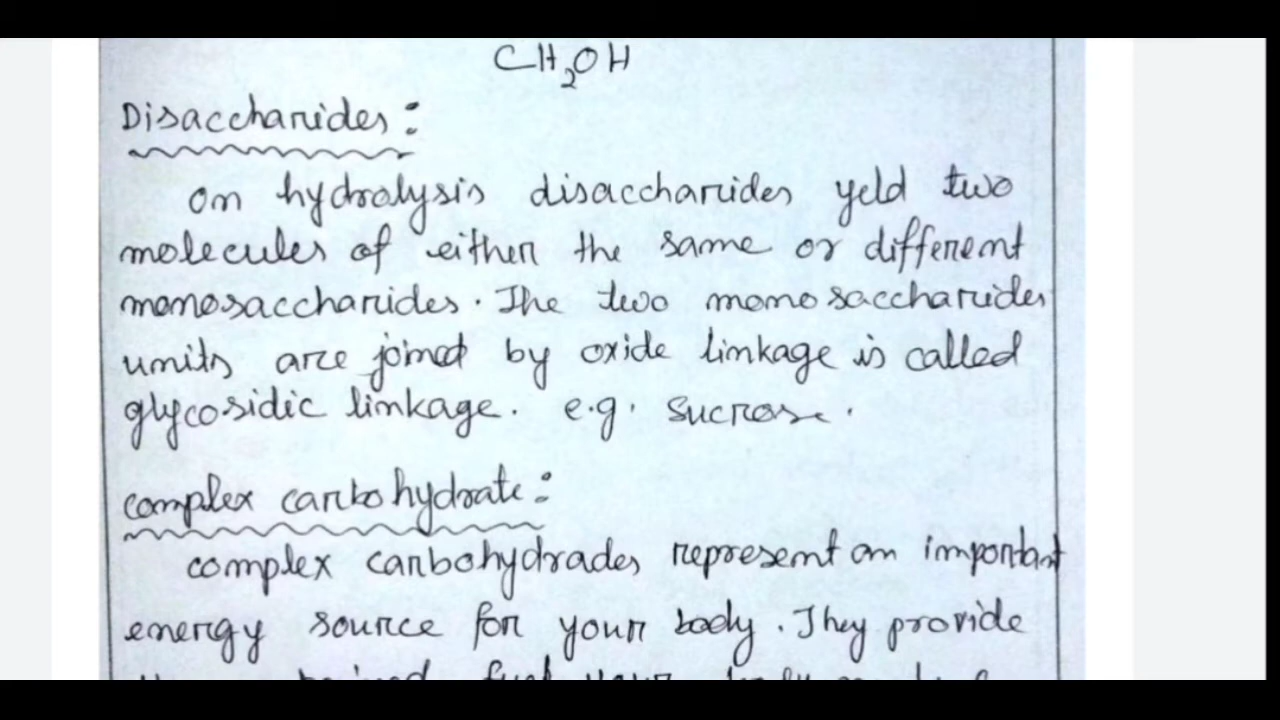 CH₂OH
Disaccharides:
On hydrolysis disaccharides yeld two
molecules of either the same or different
monosaccharides. The two monosaccharides
units are joined by oxide linkage is called
glycosidic linkage. e.g. sucrose.
complex carbohydrate:
complex carbohydrades represent an important
energy source for your body. They provide
fuel your